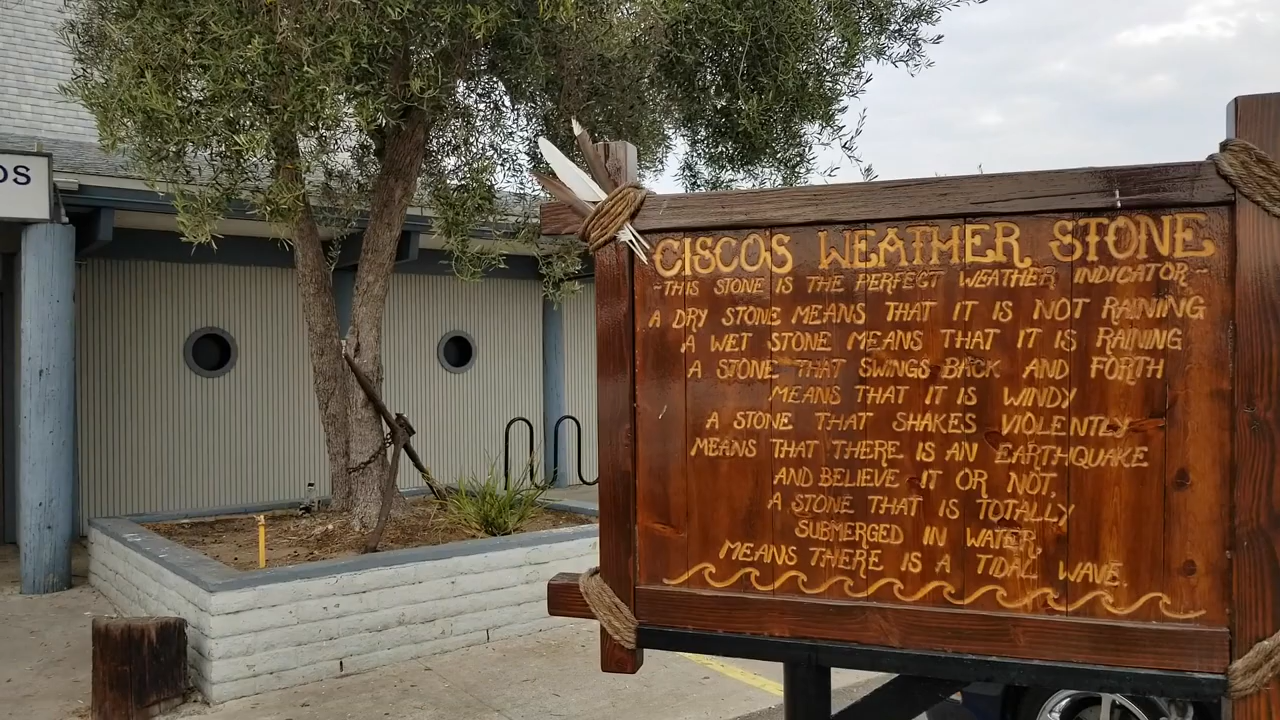 OS
CISCOS WEATHER STONE
~THIS STONE IS THE PERFECT WEATHER INDICATOR~
A DRY STONE MEANS THAT IT IS NOT RAINING
A WET STONE MEANS THAT IT IS RAINING
A STONE THAT SWINGS BACK AND FORTH
MEANS THAT IT IS WINDY
A STONE THAT SHAKES VIOLENTLY
MEANS THAT THERE IS AN EARTHQUAKE
AND BELIEVE IT OR NOT,
A STONE THAT IS TOTALLY
SUBMERGED IN WATER,
MEANS THERE IS A TIDAL WAVE.